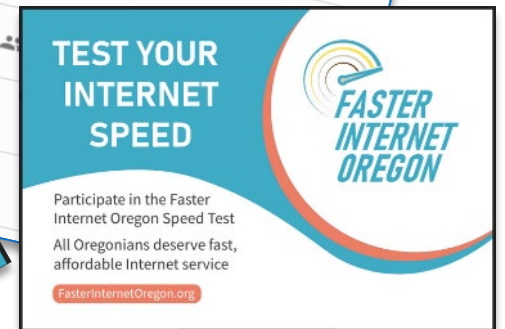 TEST YOUR
INTERNET
SPEED
FASTER
INTERNET
OREGON
Participate in the Faster
Internet Oregon Speed Test
All Oregonians deserve fast,
affordable Internet service
FasterInternetOregon.org